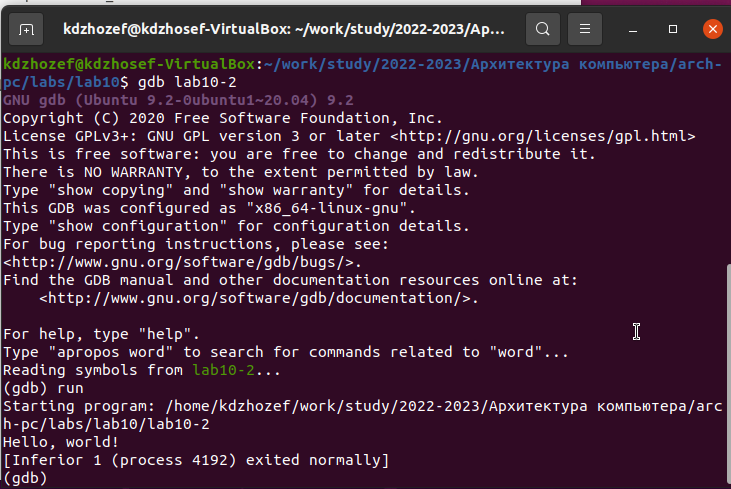 kdzhozef@kdzhosef-VirtualBox: ~/work/study/2022-2023/Ар...
kdzhozef@kdzhosef-VirtualBox:~/work/study/2022-2023/Архитектура компьютера/arch-
pc/labs/lab10$ gdb lab10-2
GNU gdb (Ubuntu 9.2-0ubuntu1~20.04) 9.2
Copyright (C) 2020 Free Software Foundation, Inc.
License GPLv3+: GNU GPL version 3 or later <http://gnu.org/licenses/gpl.html>
This is free software: you are free to change and redistribute it.
There is NO WARRANTY, to the extent permitted by law.
Type "show copying" and "show warranty" for details.
This GDB was configured as "x86_64-linux-gnu".
Type "show configuration" for configuration details.
For bug reporting instructions, please see:
<http://www.gnu.org/software/gdb/bugs/>.
Find the GDB manual and other documentation resources online at:
    <http://www.gnu.org/software/gdb/documentation/>.

For help, type "help".
Type "apropos word" to search for commands related to "word"...
Reading symbols from lab10-2...
(gdb) run
Starting program: /home/kdzhozef/work/study/2022-2023/Архитектура компьютера/arc
h-pc/labs/lab10/lab10-2
Hello, world!
[Inferior 1 (process 4192) exited normally]
(gdb)